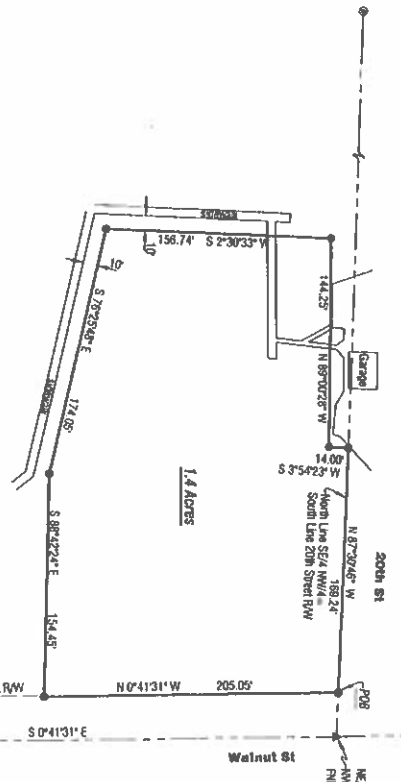 Garage
20th St
144.25'
N 89°00'28" W
14.00'
S 3°54'23" W
N 87°30'46" W
169.24'
North Line SE/4 NW/4 =
South Line 20th Street R/W
POB
156.74'
S 2°30'33" W
10'
10'
S 76°25'48" E
174.05'
1.4 Acres
S 88°42'24" E
154.45'
N 0°41'31" W
205.05'
R/W
S 0°41'31" E
Walnut St